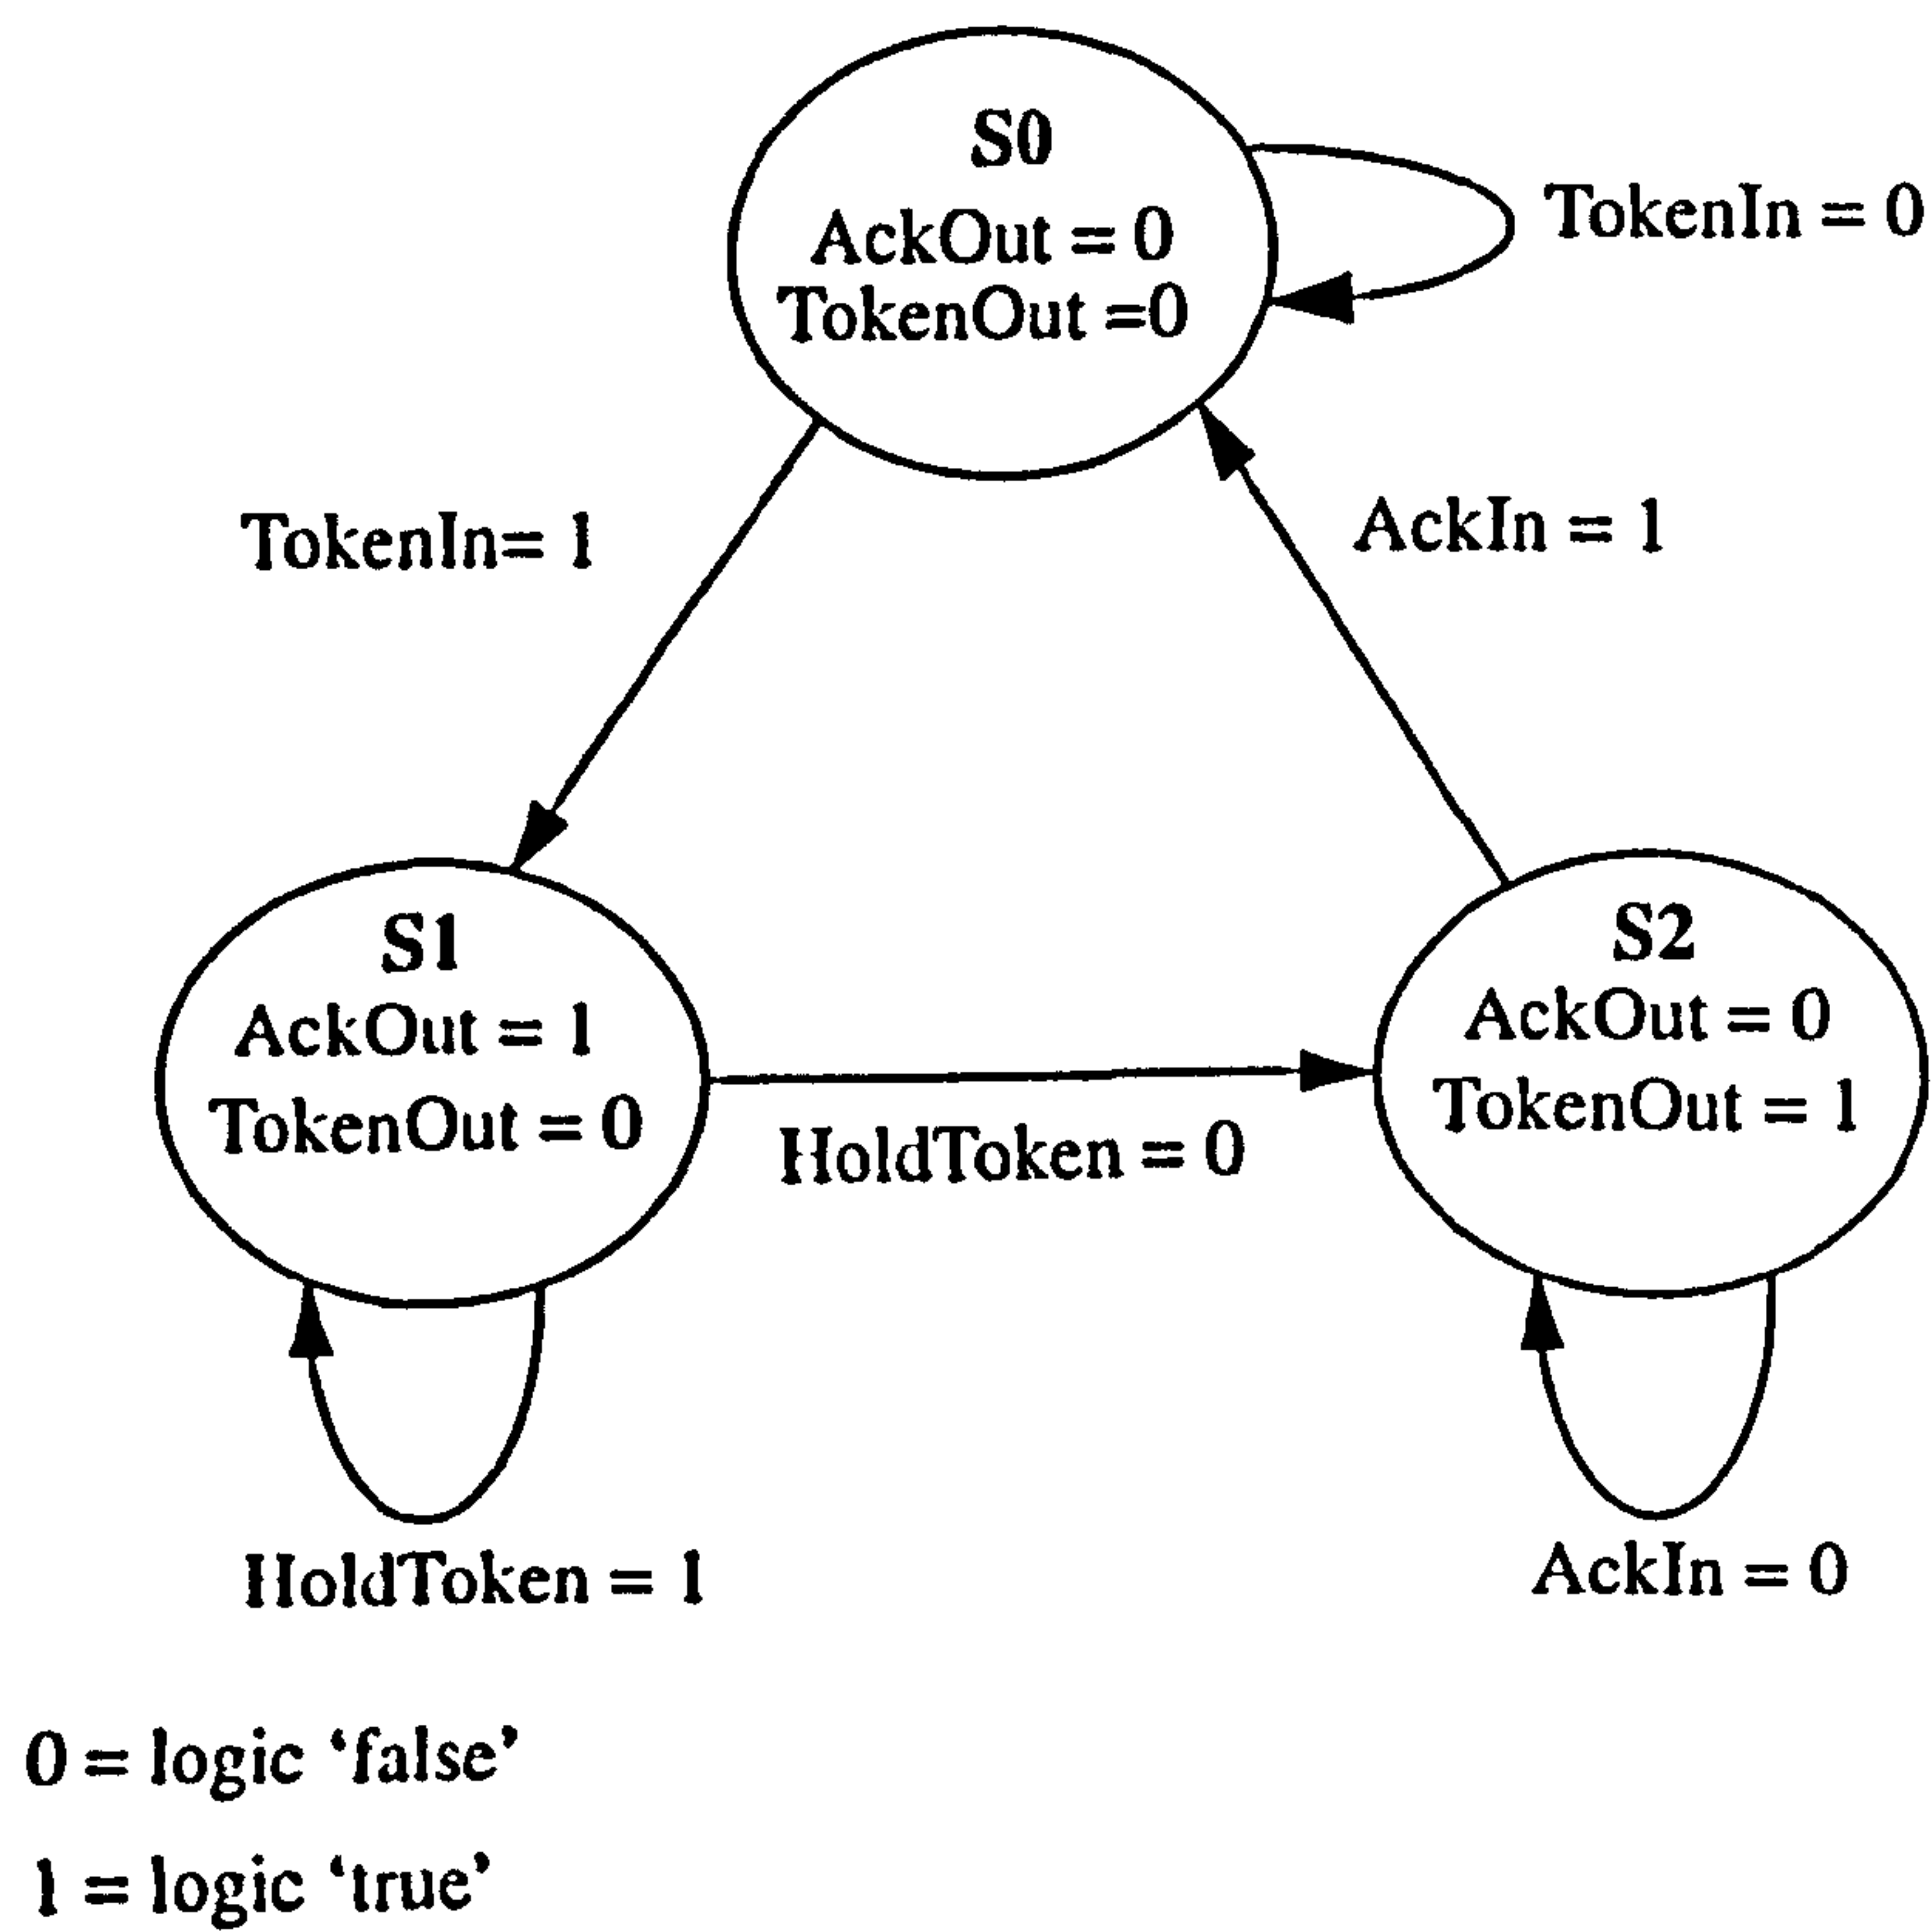 S0
AckOut = 0
TokenOut =0
TokenIn = 0
TokenIn= 1
AckIn = 1
S1
AckOut = 1
TokenOut = 0
HoldToken = 0
S2
AckOut = 0
TokenOut = 1
HoldToken = 1
AckIn = 0
0 = logic ‘false’
1 = logic ‘true’